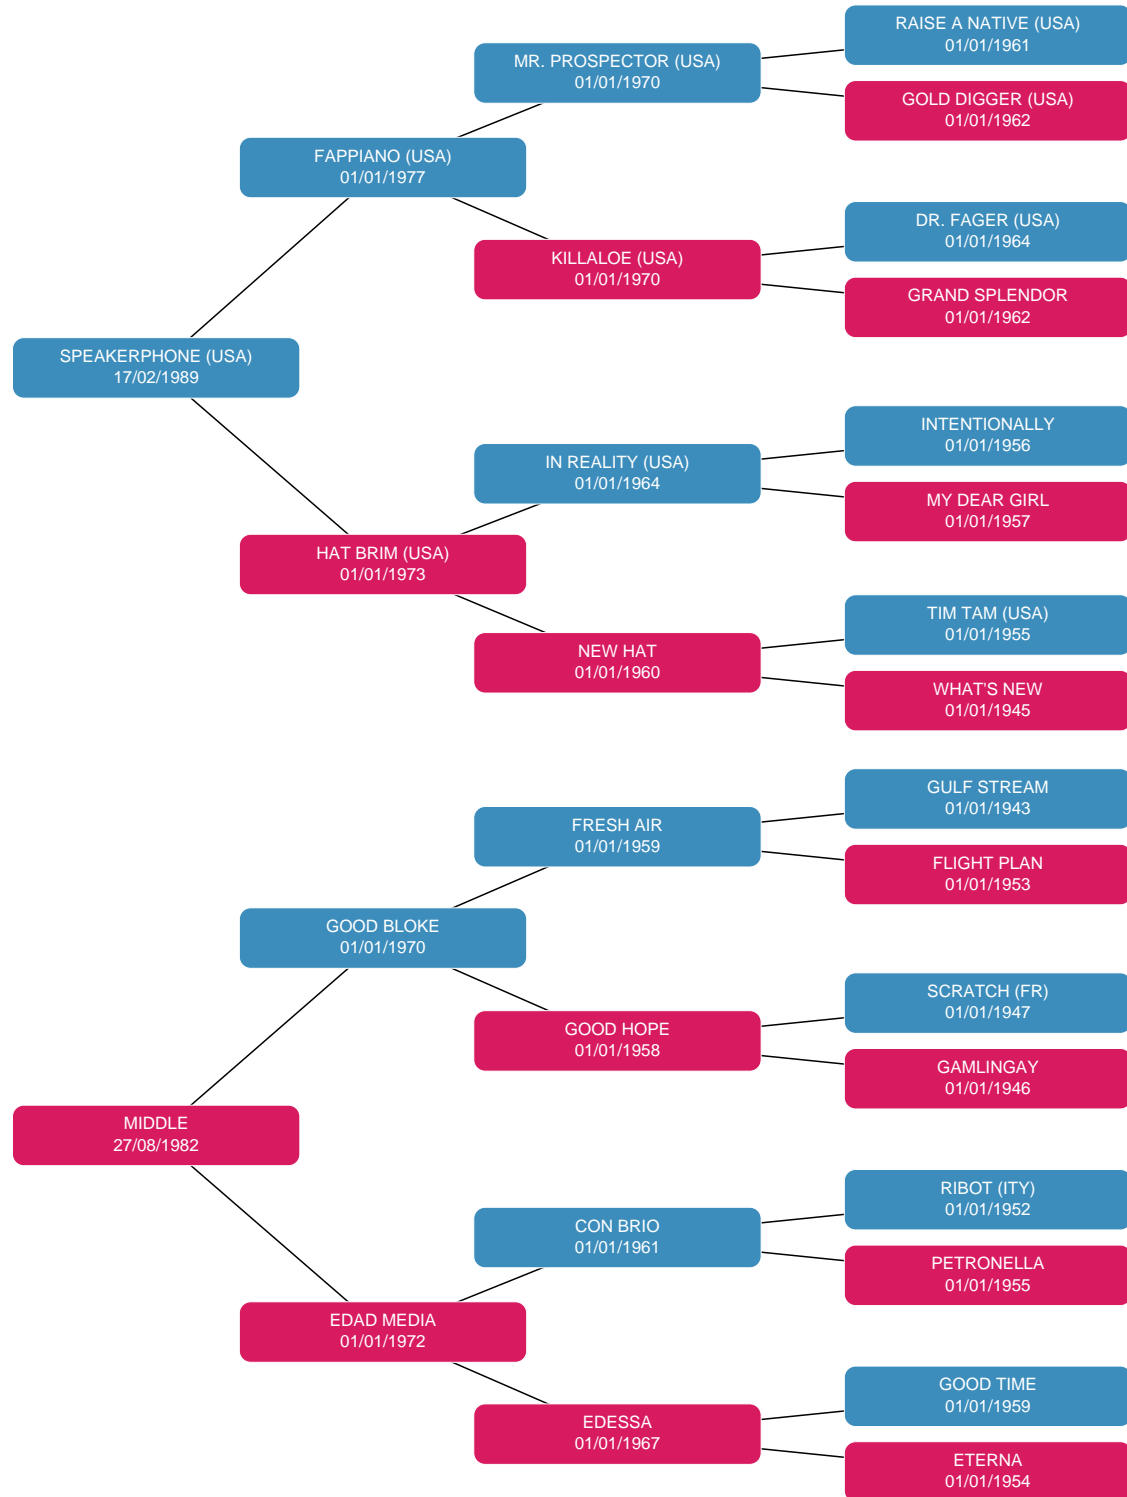 RAISE A NATIVE (USA)
01/01/1961
MR. PROSPECTOR (USA)
01/01/1970
GOLD DIGGER (USA)
01/01/1962
FAPPIANO (USA)
01/01/1977
DR. FAGER (USA)
01/01/1964
KILLALOE (USA)
01/01/1970
GRAND SPLENDOR
01/01/1962
SPEAKERPHONE (USA)
17/02/1989
INTENTIONALLY
01/01/1956
IN REALITY (USA)
01/01/1964
MY DEAR GIRL
01/01/1957
HAT BRIM (USA)
01/01/1973
TIM TAM (USA)
01/01/1955
NEW HAT
01/01/1960
WHAT'S NEW
01/01/1945
GULF STREAM
01/01/1943
FRESH AIR
01/01/1959
FLIGHT PLAN
01/01/1953
GOOD BLOKE
01/01/1970
SCRATCH (FR)
01/01/1947
GOOD HOPE
01/01/1958
GAMLINGAY
01/01/1946
MIDDLE
27/08/1982
RIBOT (ITY)
01/01/1952
CON BRIO
01/01/1961
PETRONELLA
01/01/1955
EDAD MEDIA
01/01/1972
GOOD TIME
01/01/1959
EDESSA
01/01/1967
ETERNA
01/01/1954